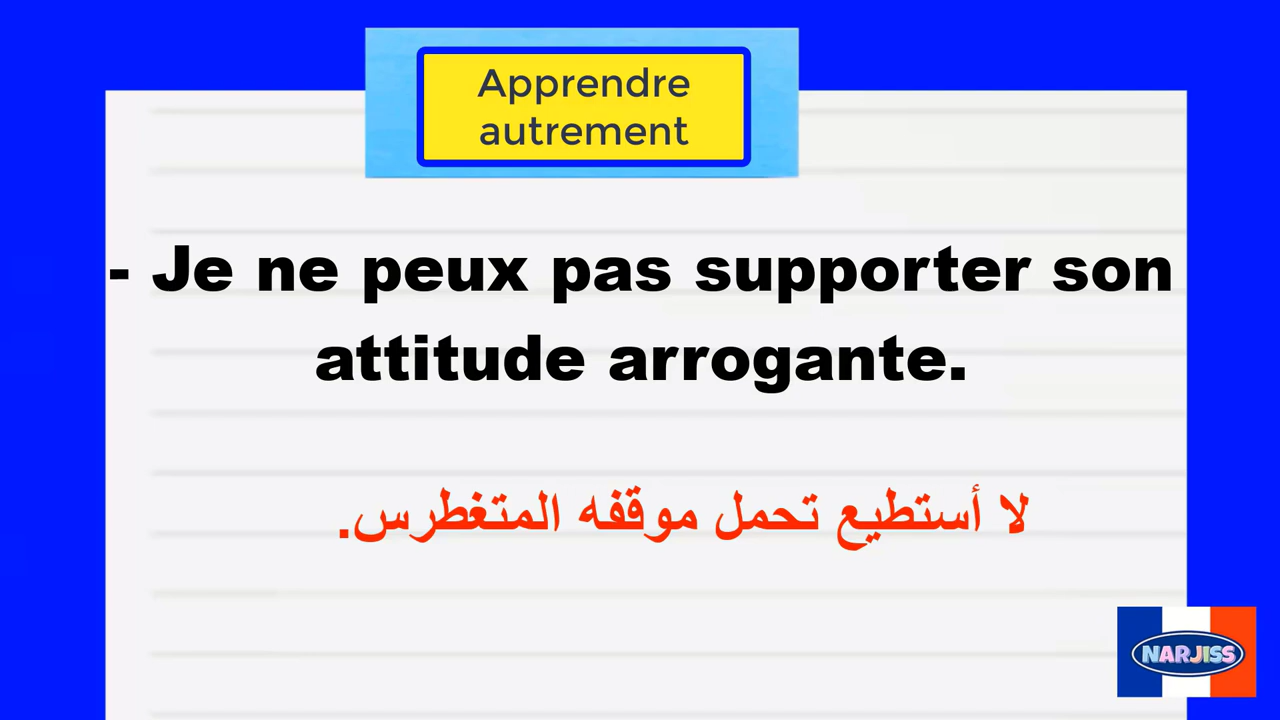 Apprendre
autrement
- Je ne peux pas supporter son
attitude arrogante.
لا أستطيع تحمل موقفه المتغطرس.
NARJISS